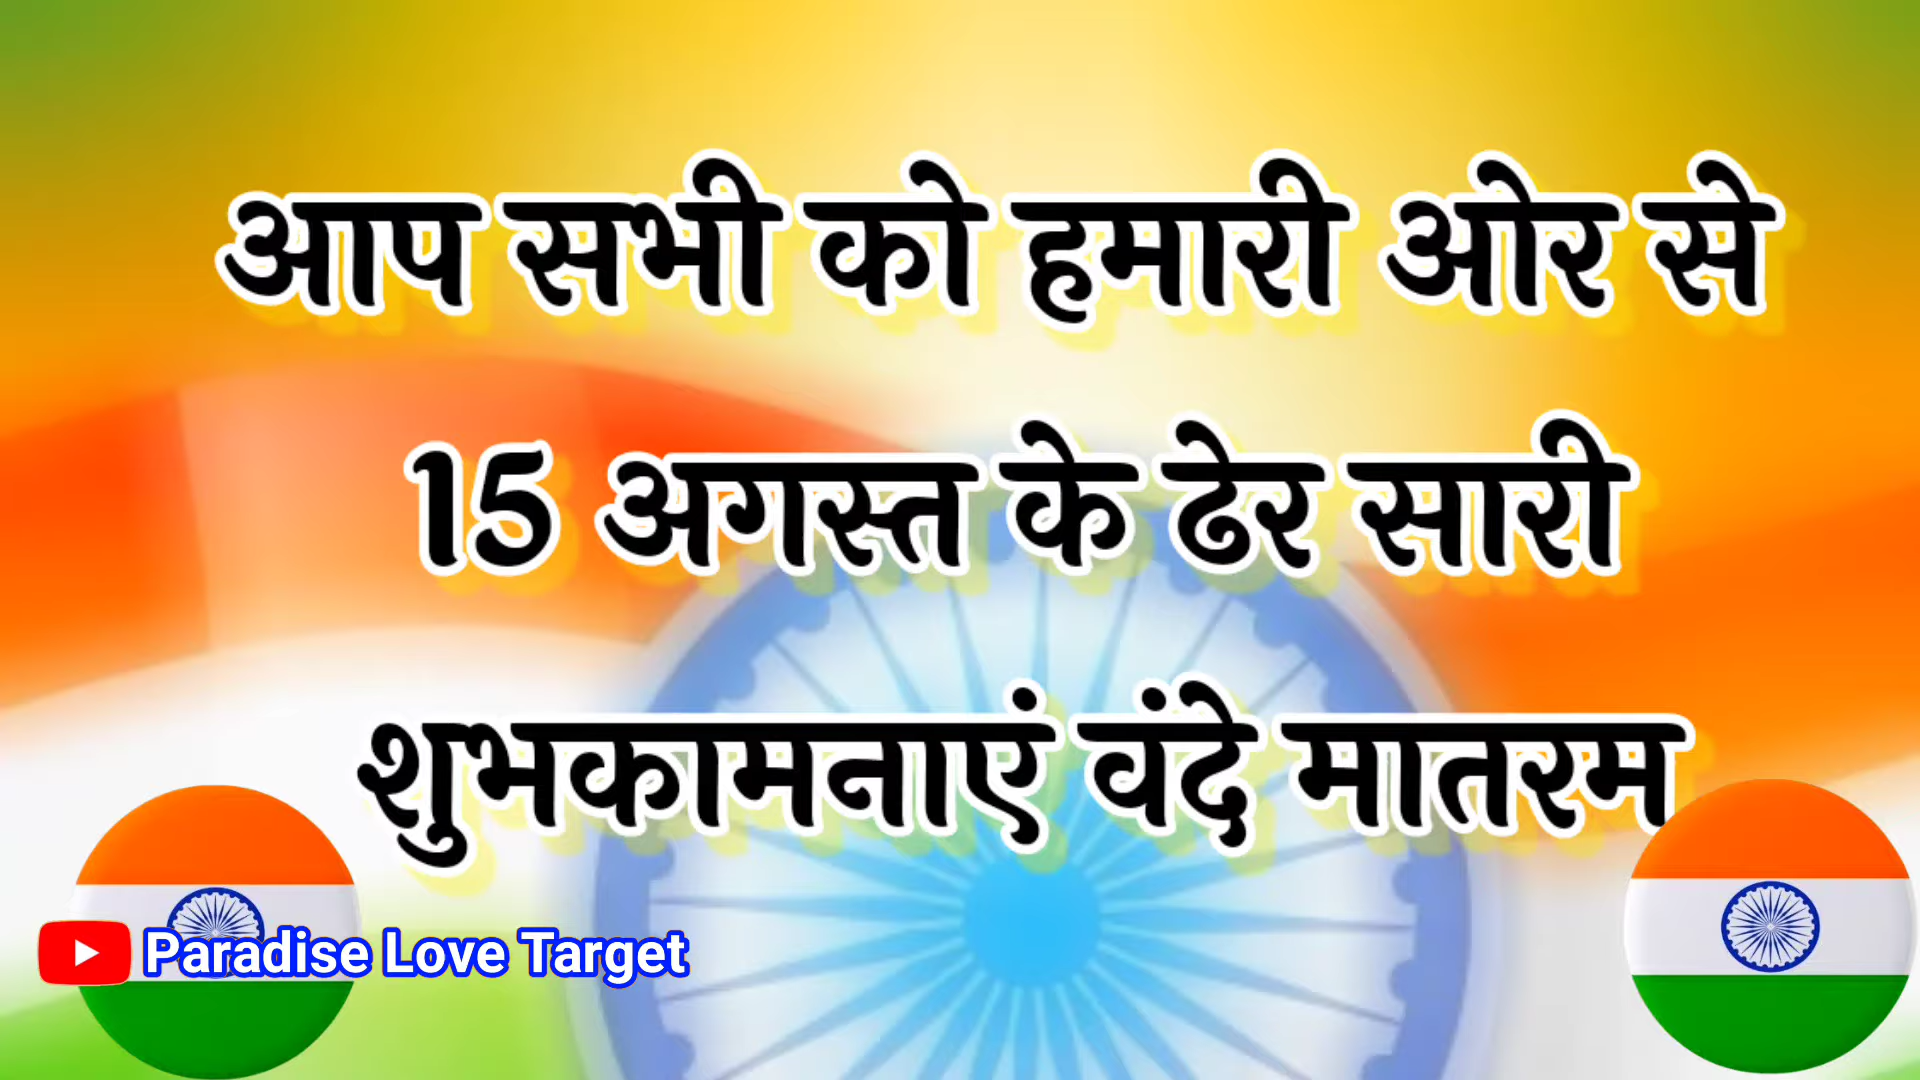 आप सभी को हमारी ओर से
15 अगस्त के ढेर सारी
शुभकामनाएं वंदे मातरम
Paradise Love Target